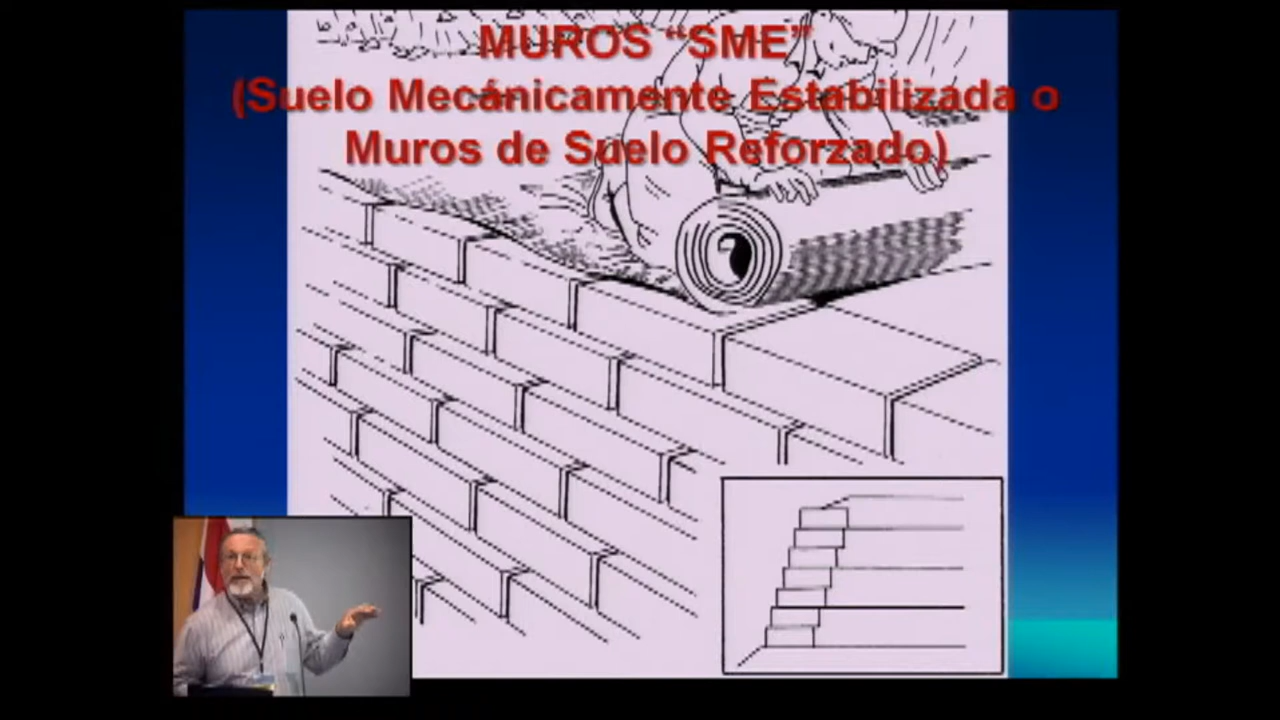 MUROS “SME”
(Suelo Mecánicamente Estabilizada o
Muros de Suelo Reforzado)